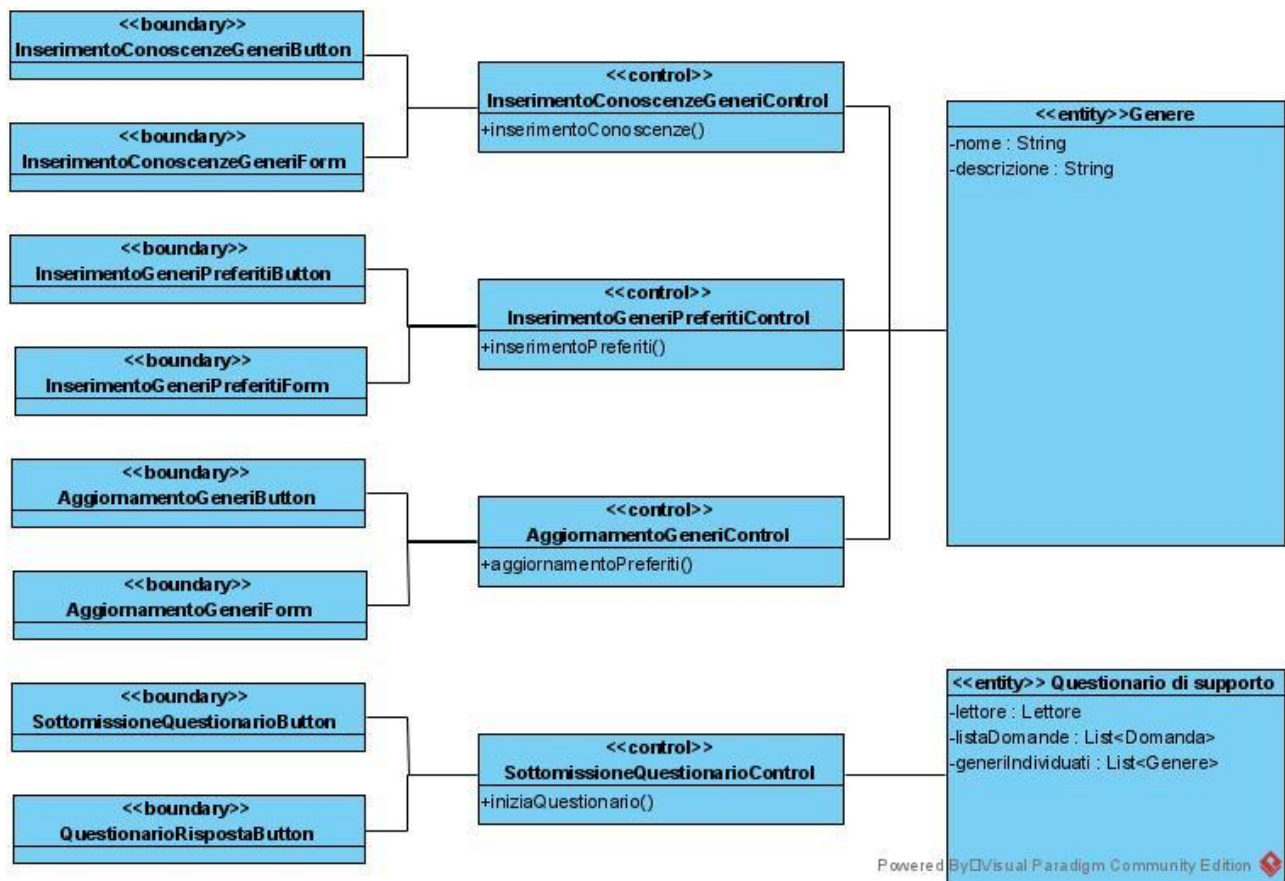 <<boundary>>
InserimentoConoscenzeGeneriButton
<<boundary>>
InserimentoConoscenzeGeneriForm
<<control>>
InserimentoConoscenzeGeneriControl
+inserimentoConoscenze()
<<entity>>Genere
-nome : String
-descrizione : String
<<boundary>>
InserimentoGeneriPreferitiButton
<<boundary>>
InserimentoGeneriPreferitiForm
<<control>>
InserimentoGeneriPreferitiControl
+inserimentoPreferiti()
<<boundary>>
AggiornamentoGeneriButton
<<boundary>>
AggiornamentoGeneriForm
<<control>>
AggiornamentoGeneriControl
+aggiornamentoPreferiti()
<<boundary>>
SottomissioneQuestionarioButton
<<boundary>>
QuestionarioRispostaButton
<<control>>
SottomissioneQuestionarioControl
+iniziaQuestionario()
<<entity>> Questionario di supporto
-lettore : Lettore
-listaDomande : List<Domanda>
-generiIndividuati : List<Genere>
Powered By□Visual Paradigm Community Edition